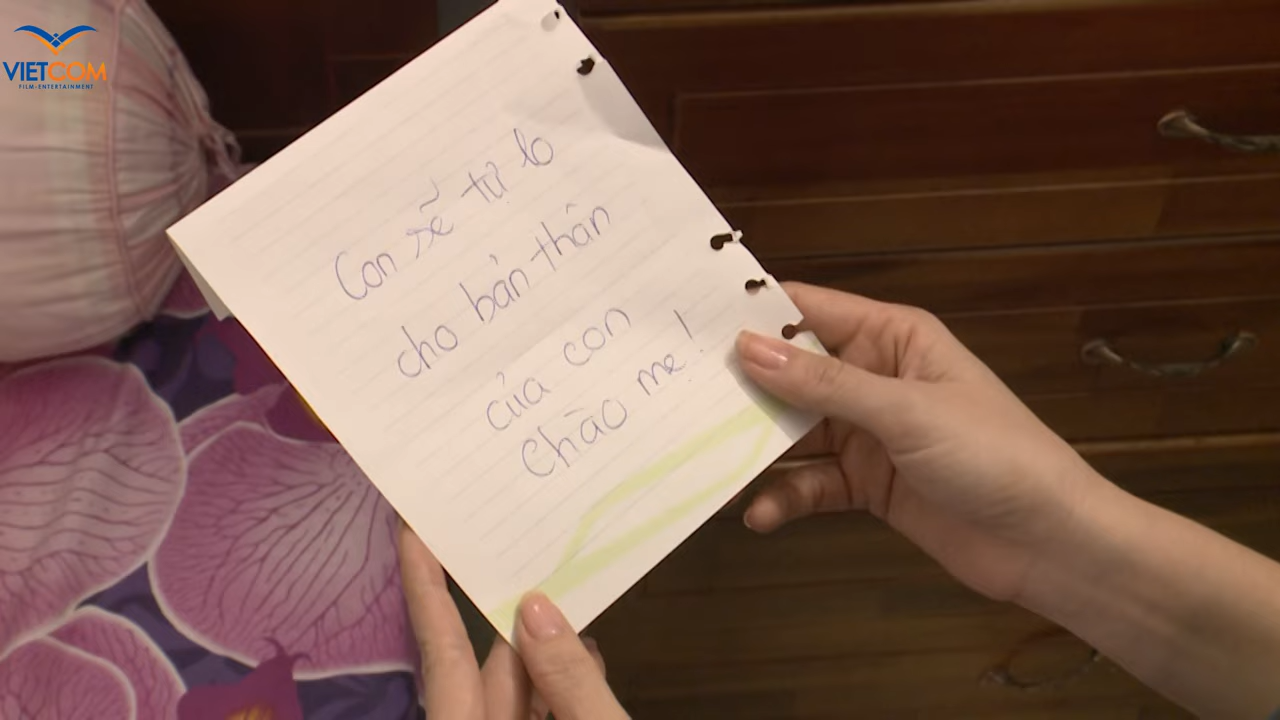 VIETCOM
FILM-ENTERTAINMENT
Con sẽ tự lo
cho bản thân
của con
Chào mẹ!